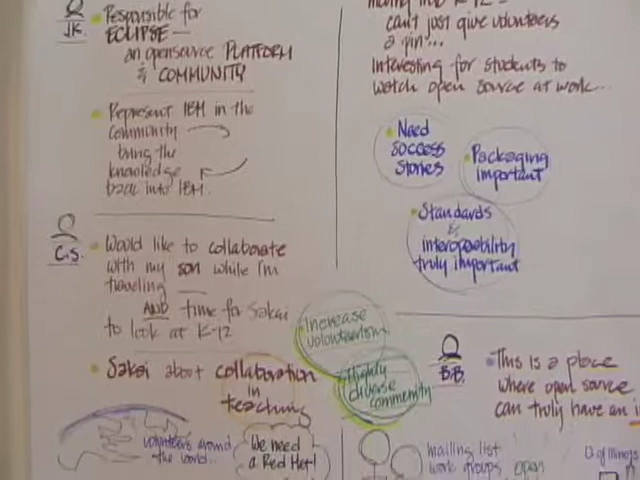 JK.
Responsible for
ECLIPSE —
an opensource PLATFORM
& COMMUNITY
Represent IBM in the
community
bring the
knowledge
back into IBM.
C.S.
Would like to collaborate
with my son while I'm
traveling
AND time for Sakai
to look at K-12
Sakai about collaboration
in
teaching
volunteers around
the world...
We need
a Red Hat!
can't just give volunteers
a pin...
Interesting for students to
watch open source at work...
Need
success
stories
Packaging
important
Standards
&
interoperability
truly important
Increase
volunteerism
Highly
diverse
community
B.B.
This is a place
where open source
can truly have an
mailing list
work groups open